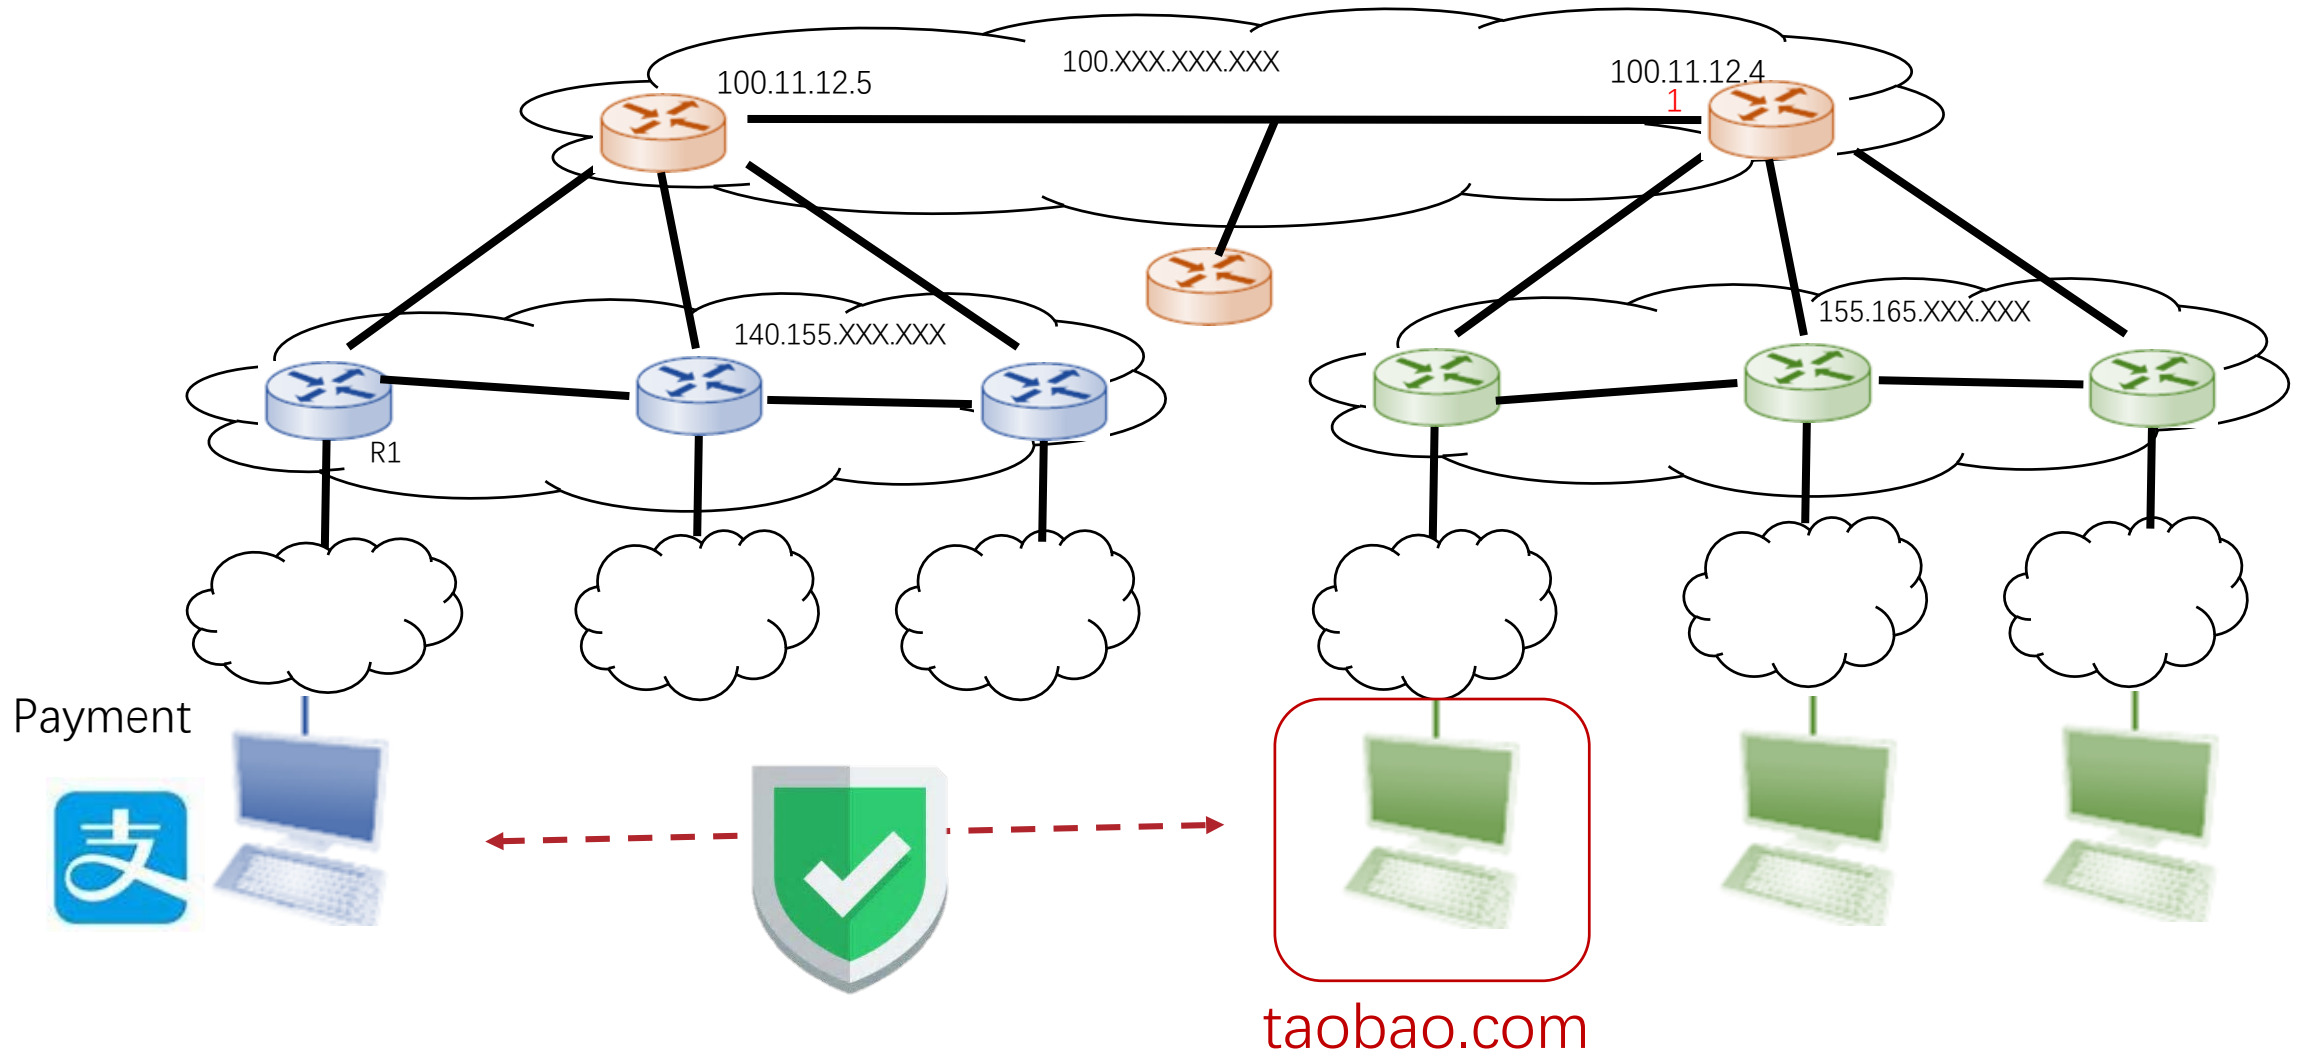 100.XXX.XXX.XXX
100.11.12.5
100.11.12.4
1
140.155.XXX.XXX
155.165.XXX.XXX
R1
Payment
支
taobao.com